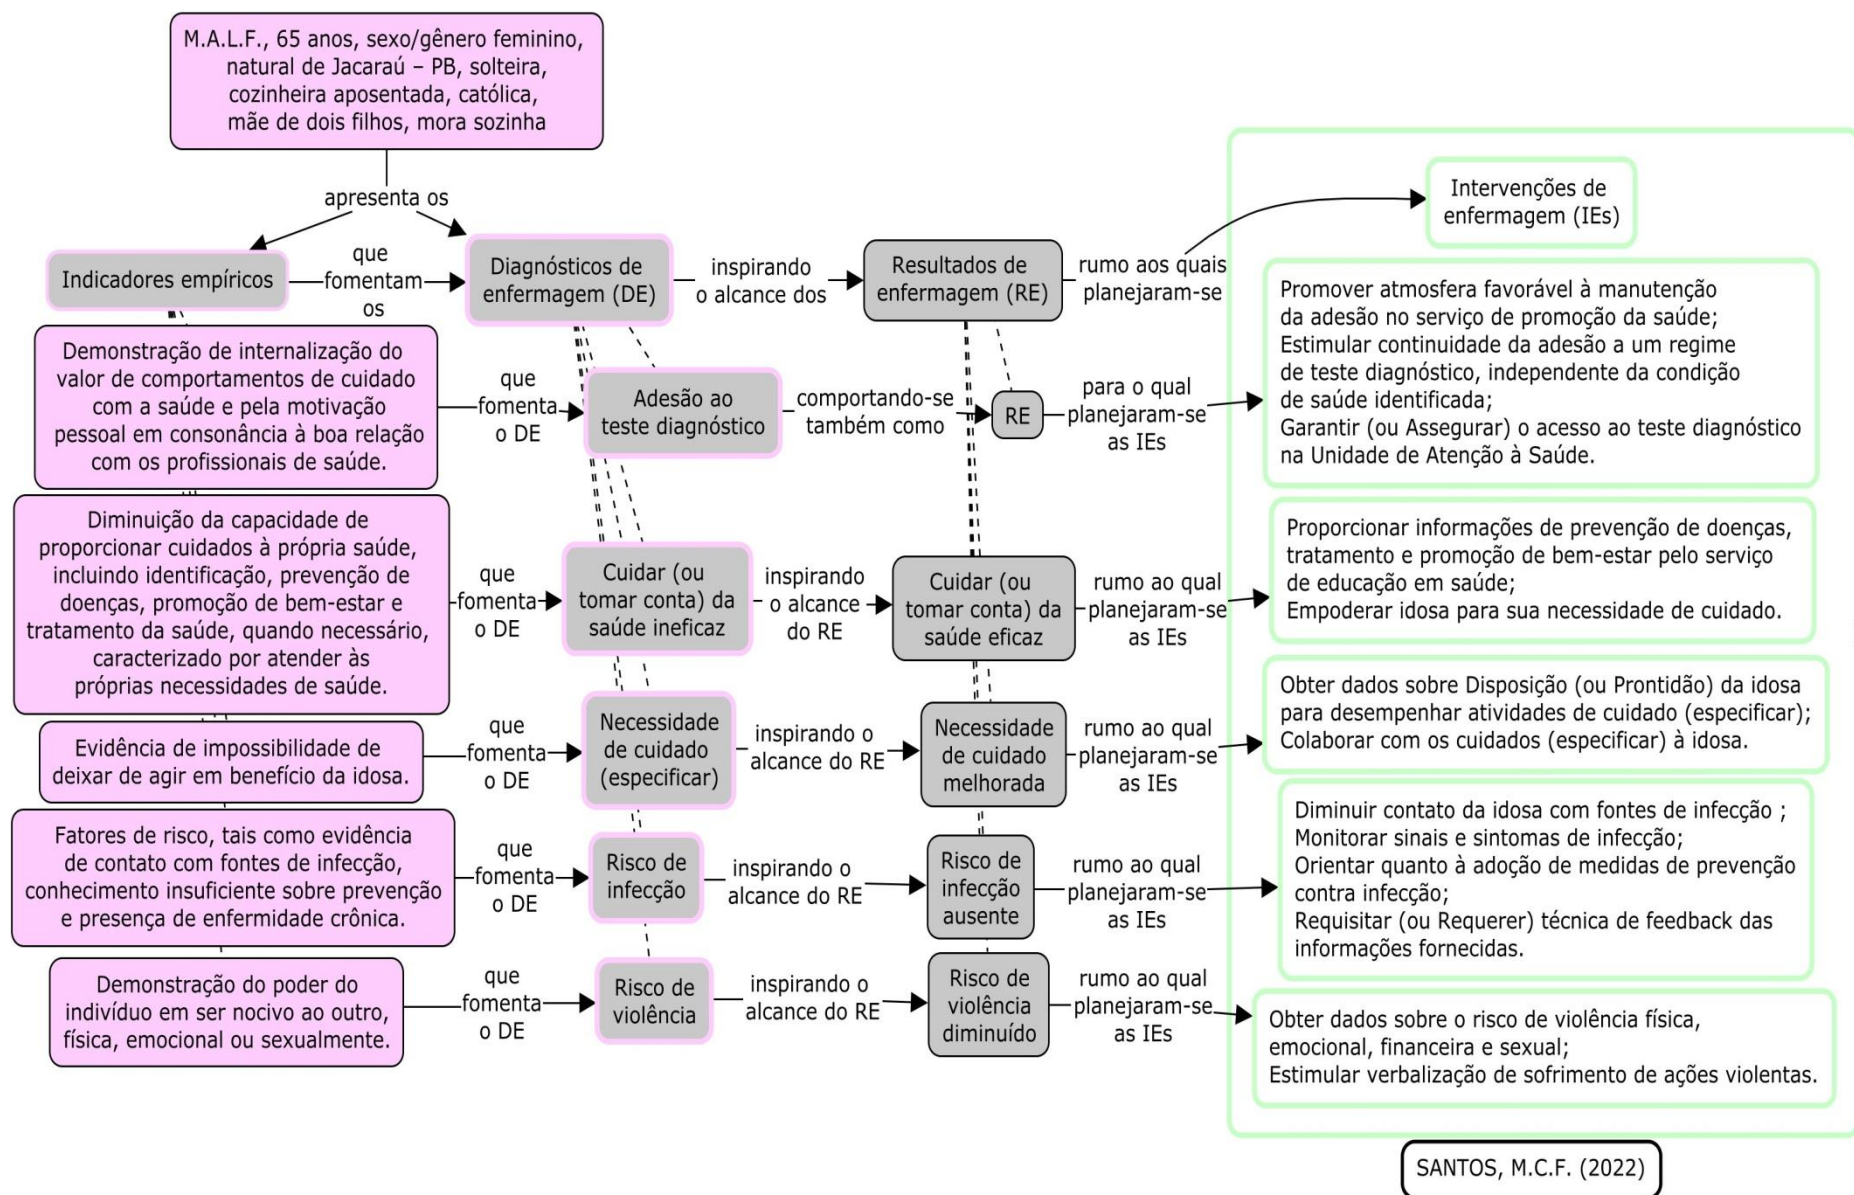 M.A.L.F., 65 anos, sexo/gênero feminino,
natural de Jacaraú – PB, solteira,
cozinheira aposentada, católica,
mãe de dois filhos, mora sozinha
apresenta os
Indicadores empíricos
que
fomentam
os
Diagnósticos de
enfermagem (DE)
inspirando
o alcance dos
Resultados de
enfermagem (RE)
rumo aos quais
planejaram-se
Intervenções de
enfermagem (IEs)
Demonstração de internalização do
valor de comportamentos de cuidado
com a saúde e pela motivação
pessoal em consonância à boa relação
com os profissionais de saúde.
que
fomenta
o DE
Adesão ao
teste diagnóstico
comportando-se
também como
RE
para o qual
planejaram-se
as IEs
Promover atmosfera favorável à manutenção
da adesão no serviço de promoção da saúde;
Estimular continuidade da adesão a um regime
de teste diagnóstico, independente da condição
de saúde identificada;
Garantir (ou Assegurar) o acesso ao teste diagnóstico
na Unidade de Atenção à Saúde.
Diminuição da capacidade de
proporcionar cuidados à própria saúde,
incluindo identificação, prevenção de
doenças, promoção de bem-estar e
tratamento da saúde, quando necessário,
caracterizado por atender às
próprias necessidades de saúde.
que
fomenta
o DE
Cuidar (ou
tomar conta) da
saúde ineficaz
inspirando
o alcance
do RE
Cuidar (ou
tomar conta) da
saúde eficaz
rumo ao qual
planejaram-se
as IEs
Proporcionar informações de prevenção de doenças,
tratamento e promoção de bem-estar pelo serviço
de educação em saúde;
Empoderar idosa para sua necessidade de cuidado.
Evidência de impossibilidade de
deixar de agir em benefício da idosa.
que
fomenta
o DE
Necessidade
de cuidado
(especificar)
inspirando o
alcance do RE
Necessidade
de cuidado
melhorada
rumo ao qual
planejaram-se
as IEs
Obter dados sobre Disposição (ou Prontidão) da idosa
para desempenhar atividades de cuidado (especificar);
Colaborar com os cuidados (especificar) à idosa.
Fatores de risco, tais como evidência
de contato com fontes de infecção,
conhecimento insuficiente sobre prevenção
e presença de enfermidade crônica.
que
fomenta
o DE
Risco de
infecção
inspirando o
alcance do RE
Risco de
infecção
ausente
rumo ao qual
planejaram-se
as IEs
Diminuir contato da idosa com fontes de infecção ;
Monitorar sinais e sintomas de infecção;
Orientar quanto à adoção de medidas de prevenção
contra infecção;
Requisitar (ou Requerer) técnica de feedback das
informações fornecidas.
Demonstração do poder do
indivíduo em ser nocivo ao outro,
física, emocional ou sexualmente.
que
fomenta
o DE
Risco de
violência
inspirando o
alcance do RE
Risco de
violência
diminuído
rumo ao qual
planejaram-se
as IEs
Obter dados sobre o risco de violência física,
emocional, financeira e sexual;
Estimular verbalização de sofrimento de ações violentas.
SANTOS, M.C.F. (2022)